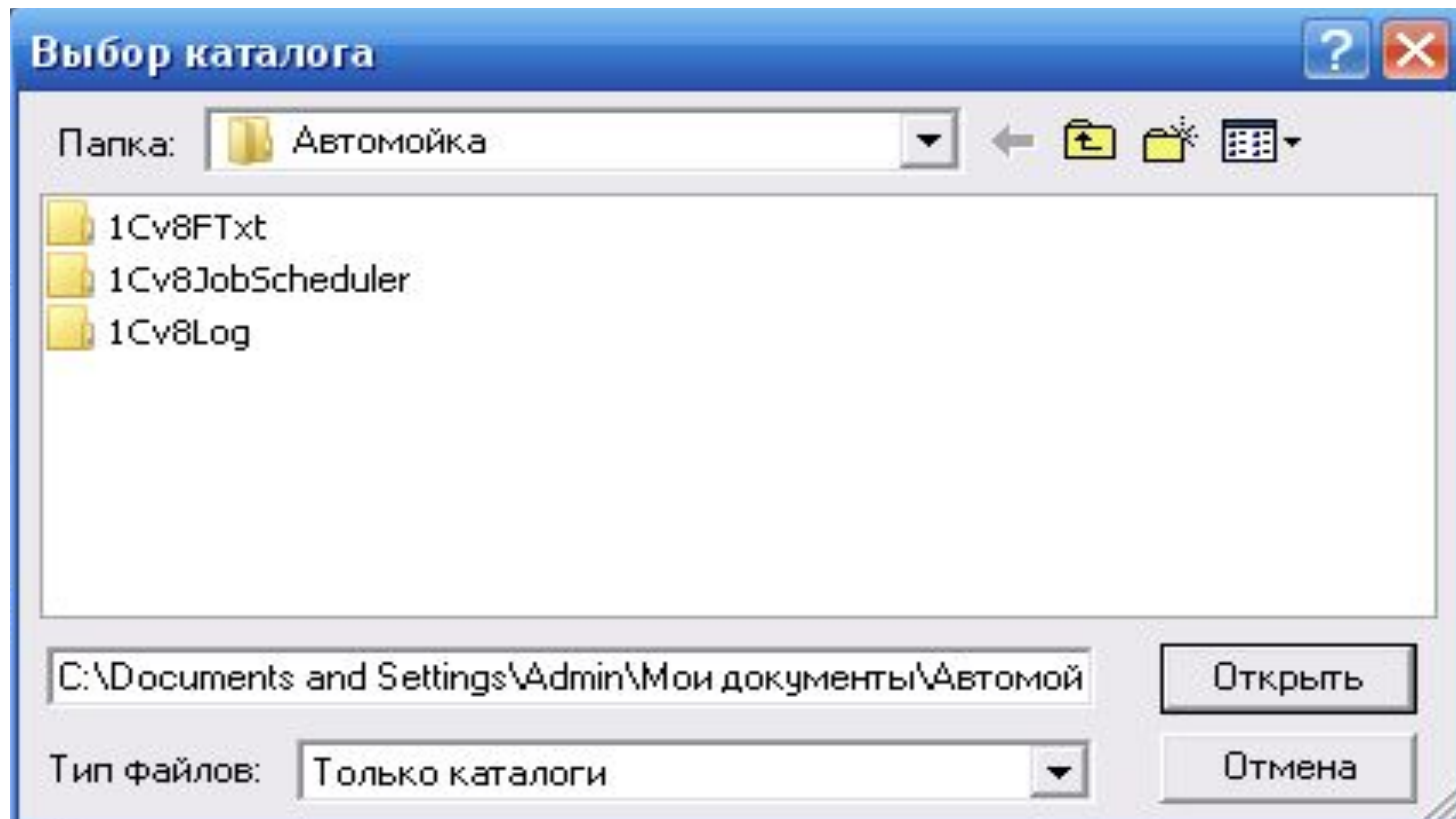 Выбор каталога
Папка: Автомойка
1Cv8FTxt
1Cv8JobScheduler
1Cv8Log
C:\Documents and Settings\Admin\Мои документы\Автомой Открыть
Тип файлов: Только каталоги Отмена